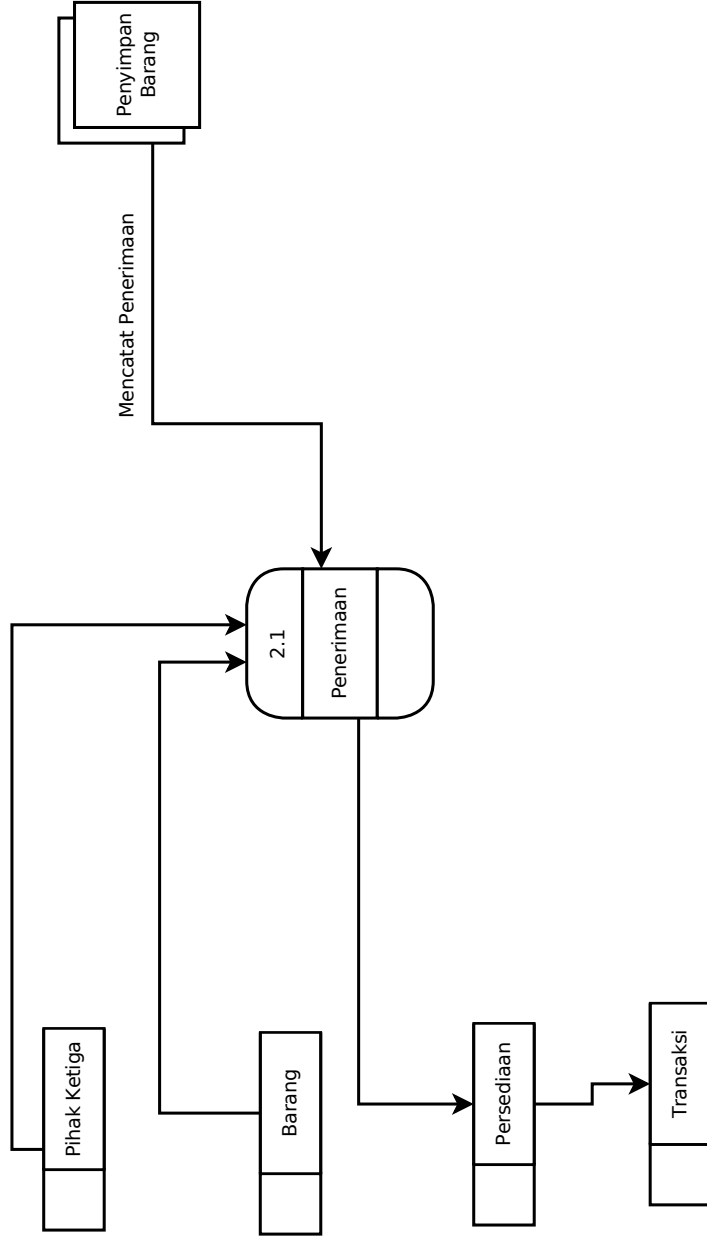 Penyimpan
Barang
Mencatat Penerimaan
2.1
Penerimaan
Pihak Ketiga
Barang
Persediaan
Transaksi